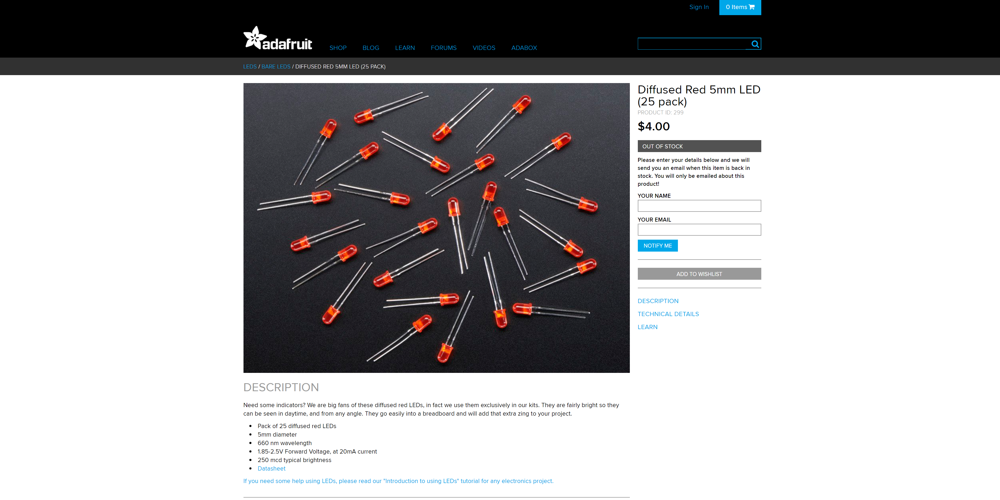 Sign In
0 Items
adafruit
SHOP BLOG LEARN FORUMS VIDEOS ADABOX
LEDS / BARE LEDS / DIFFUSED RED 5MM LED (25 PACK)
Diffused Red 5mm LED
(25 pack)
PRODUCT ID: 299
$4.00
OUT OF STOCK
Please enter your details below and we will
send you an email when this item is back in
stock. You will only be emailed about this
product!
YOUR NAME
YOUR EMAIL
NOTIFY ME
ADD TO WISHLIST
DESCRIPTION
TECHNICAL DETAILS
LEARN
DESCRIPTION
Need some indicators? We are big fans of these diffused red LEDs, in fact we use them exclusively in our kits. They are fairly bright so they
can be seen in daytime, and from any angle. They go easily into a breadboard and will add that extra zing to your project.
Pack of 25 diffused red LEDs
5mm diameter
660 nm wavelength
1.85-2.5V Forward Voltage, at 20mA current
250 mcd typical brightness
Datasheet
If you need some help using LEDs, please read our "Introduction to using LEDs" tutorial for any electronics project.